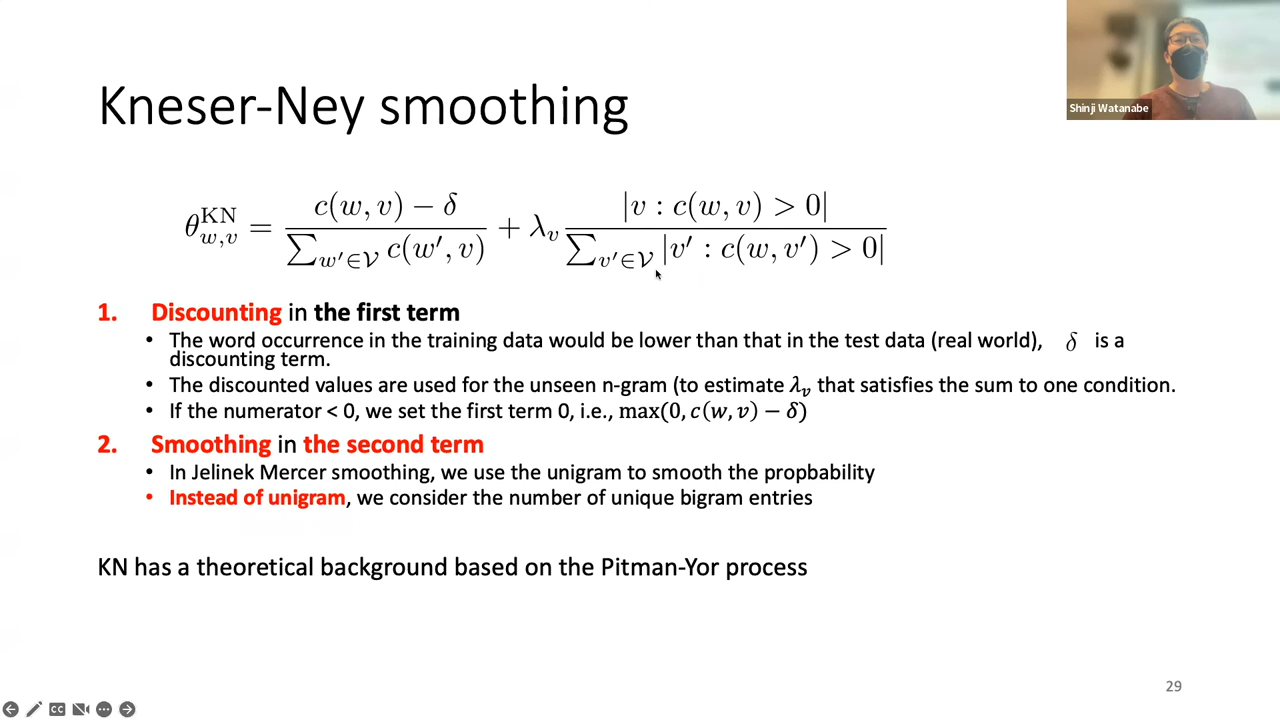 Shinji Watanabe
Kneser-Ney smoothing
θ^KN_{w,v} = (c(w, v) − δ) / (∑_{w′∈𝒱} c(w′, v)) + λ_v |v : c(w, v) > 0| / (∑_{v′∈𝒱} |v′ : c(w, v′) > 0|)
1. Discounting in the first term
• The word occurrence in the training data would be lower than that in the test data (real world), δ is a
discounting term.
• The discounted values are used for the unseen n-gram (to estimate λ_v that satisfies the sum to one condition.
• If the numerator < 0, we set the first term 0, i.e., max(0, c(w, v) − δ)
2. Smoothing in the second term
• In Jelinek Mercer smoothing, we use the unigram to smooth the propbability
• Instead of unigram, we consider the number of unique bigram entries
KN has a theoretical background based on the Pitman-Yor process
29
CC